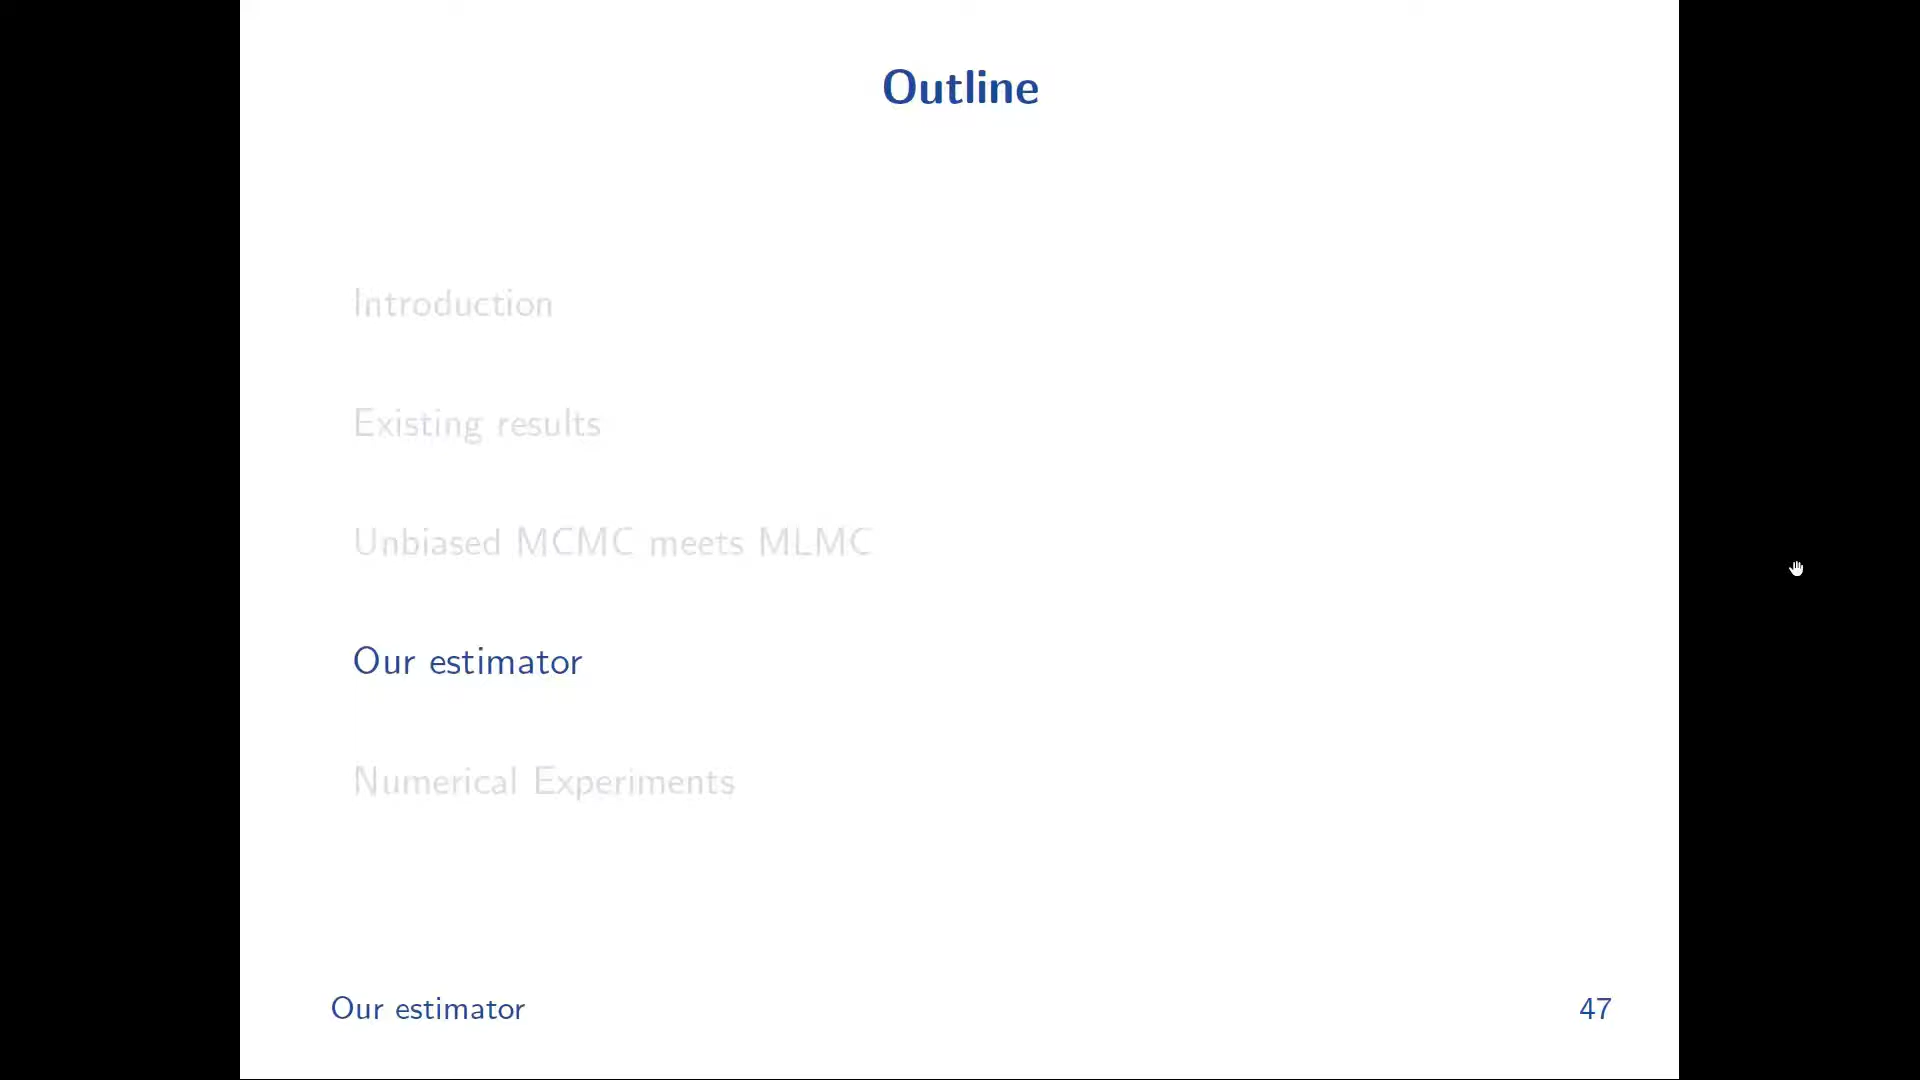 Outline
Introduction
Existing results
Unbiased MCMC meets MLMC
Our estimator
Numerical Experiments
Our estimator
47